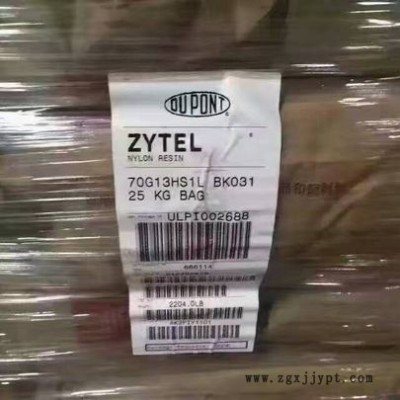 DUPONT
ZYTEL
NYLON RESIN
70G13HS1L BK031
25 KG BAG
ULPI002688
2204.0LB
www.zgxjjypt.com